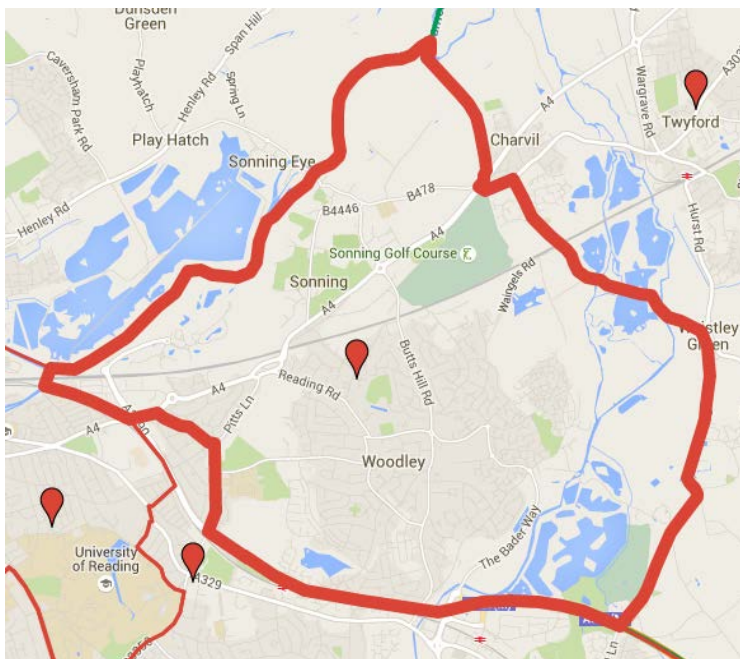 Dunsden
Green
Span Hill
Caversham Park Rd
Playhatch
Henley Rd
Spring Ln
Play Hatch
Sonning Eye
Henley Rd
B4446
B478
A4
Charvil
A4
Wargrave Rd
Twyford
Hurst Rd
Sonning Golf Course
Sonning
A4
Waingels Rd
Whistley
Green
A4
Reading Rd
Butts Hill Rd
Pitts Ln
A4
Woodley
The Bader Way
University
of Reading
A329